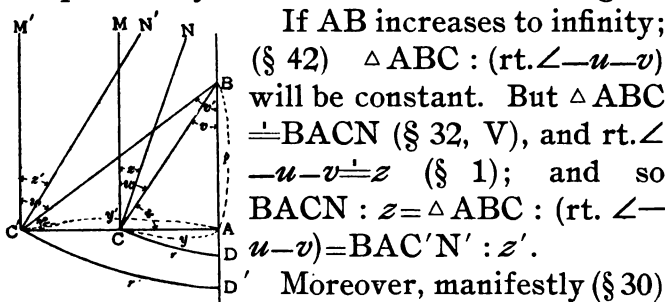 If AB increases to infinity;
(§ 42) △ ABC : (rt.∠—u—v)
will be constant. But △ ABC
≐BACN (§ 32, V), and rt.∠
—u—v≐z (§ 1); and so
BACN : z=△ ABC : (rt. ∠—
u—v)=BAC′N′ : z′.
Moreover, manifestly (§ 30)
M′ M N′ N
B
v′
v
p
z′ z
w′ w
u
y′
s
C C A
y
r D
r′ D′